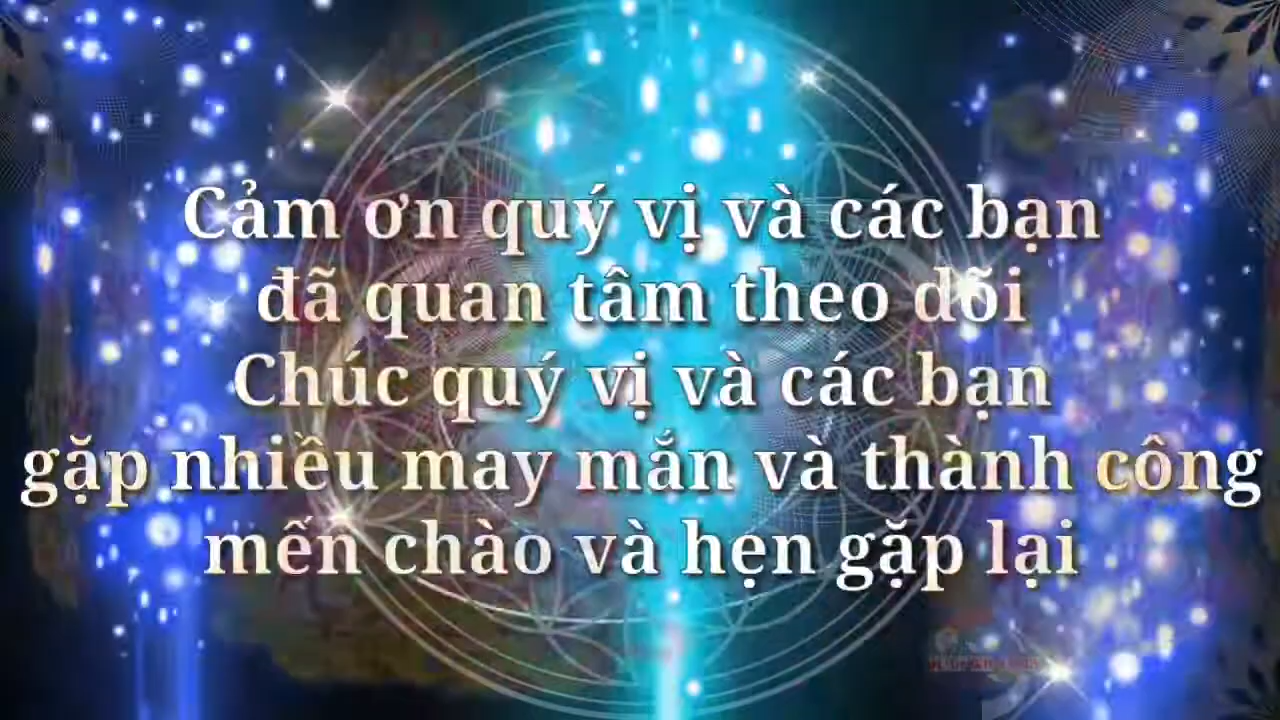 Cảm ơn quý vị và các bạn
đã quan tâm theo dõi
Chúc quý vị và các bạn
gặp nhiều may mắn và thành công
mến chào và hẹn gặp lại